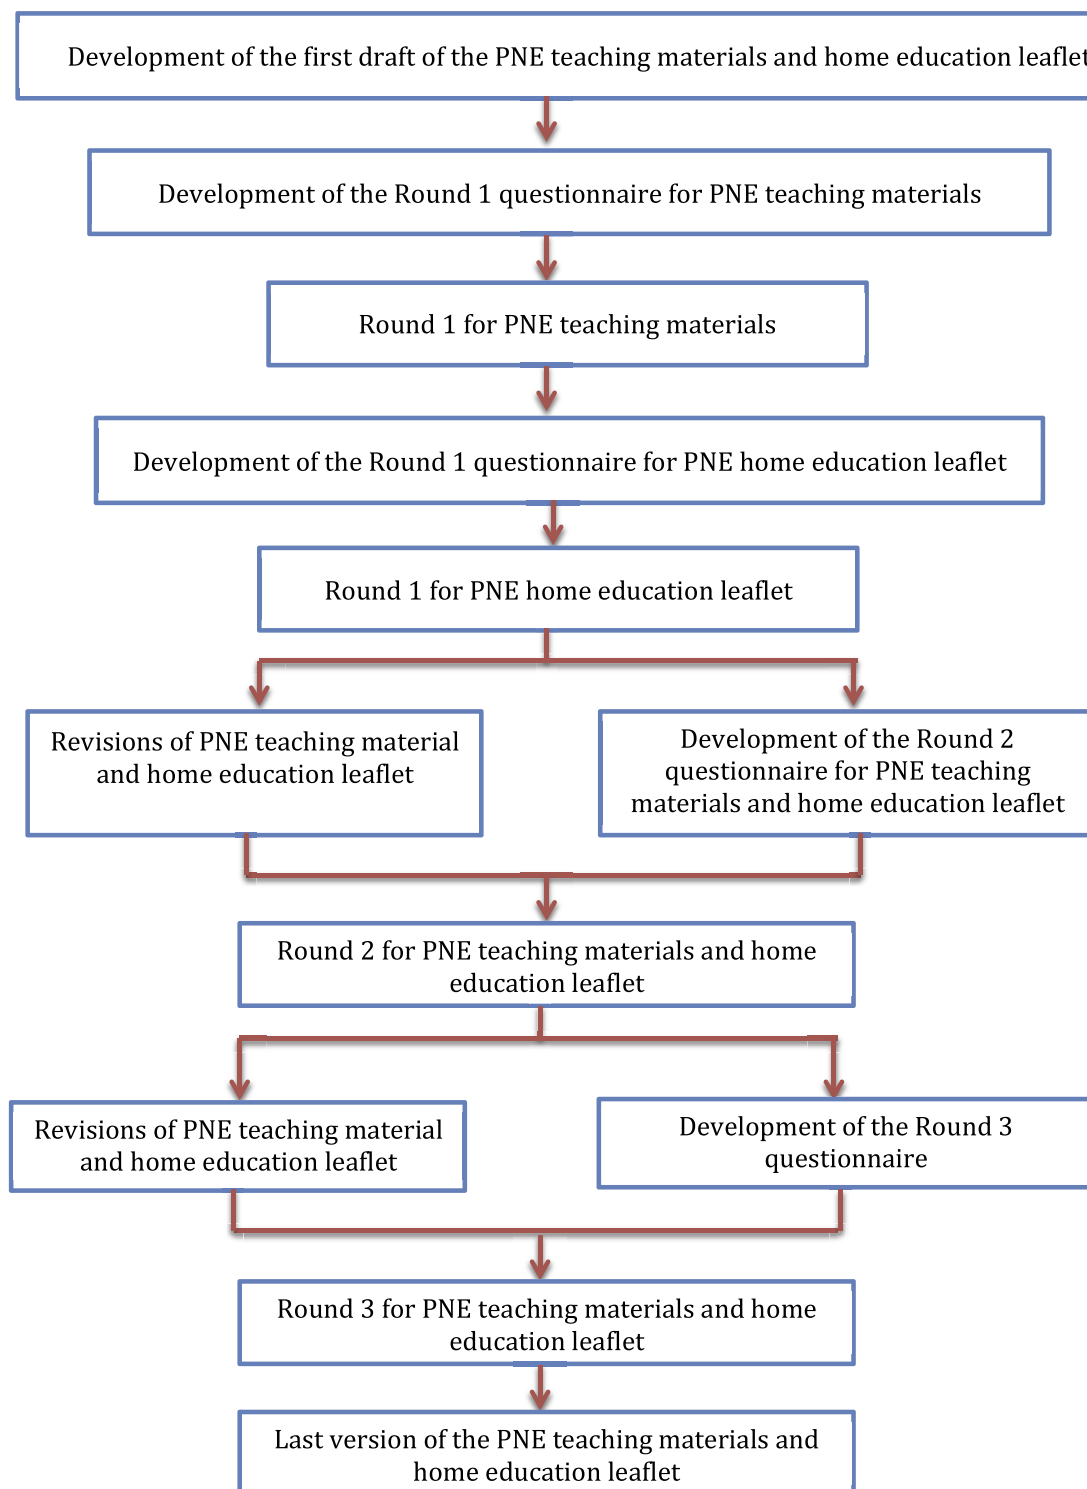 Development of the first draft of the PNE teaching materials and home education leaflet
Development of the Round 1 questionnaire for PNE teaching materials
Round 1 for PNE teaching materials
Development of the Round 1 questionnaire for PNE home education leaflet
Round 1 for PNE home education leaflet
Revisions of PNE teaching material
and home education leaflet
Development of the Round 2
questionnaire for PNE teaching
materials and home education leaflet
Round 2 for PNE teaching materials and home
education leaflet
Revisions of PNE teaching material
and home education leaflet
Development of the Round 3
questionnaire
Round 3 for PNE teaching materials and home
education leaflet
Last version of the PNE teaching materials and
home education leaflet